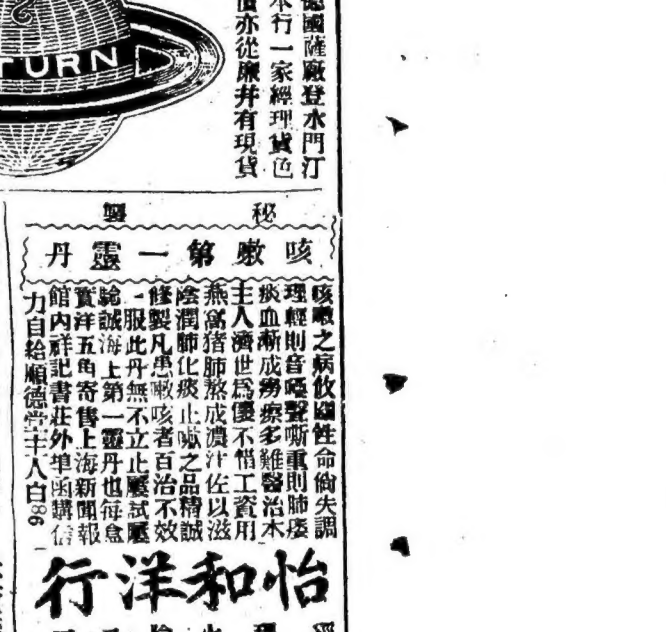 德國薩廠登水門汀
本行一家經理貨色
價亦從廉幷有現貨
TURN
秘製
咳嗽第一靈丹
咳嗽之病攸關性命倘失調
理輕則音啞聲嘶重則肺痿
痰血漸成癆瘵多難醫治本
主人濟世爲懷不惜工資用
燕窩猪肺熬成濃汁佐以滋
陰潤肺化痰止嗽之品精誠
修製凡患嗽咳者百治不效
一服此丹無不立止屢試屢
驗誠海上第一靈丹也每盒
實洋五角寄售上海新聞報
館內祥記書莊外埠函購信
力自給順德堂主人白86
怡和洋行